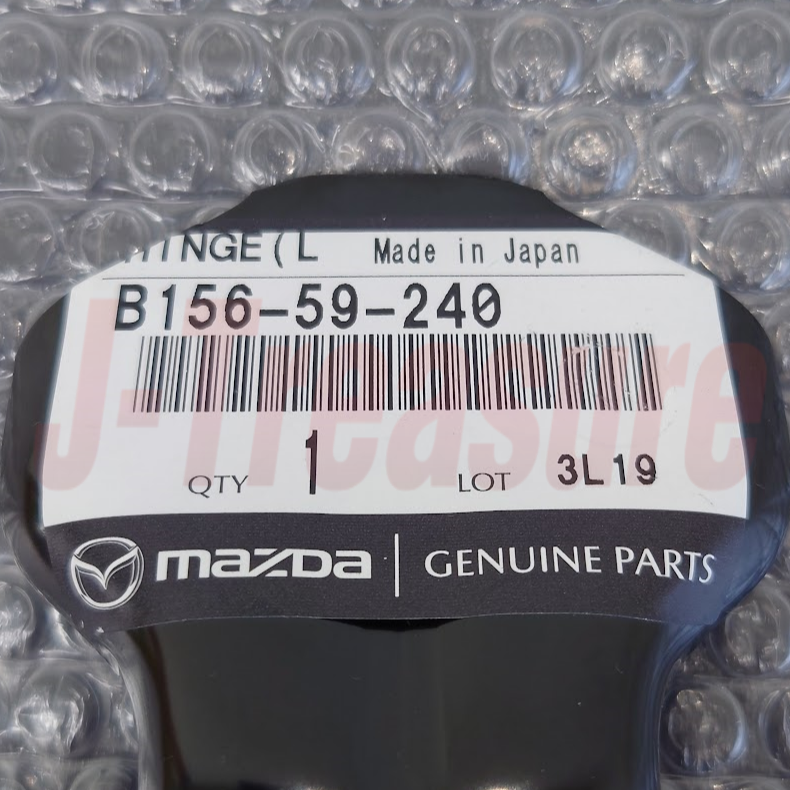 HINGE(L Made in Japan
B156-59-240
QTY 1 LOT 3L19
mazda | GENUINE PARTS
J-Treasure